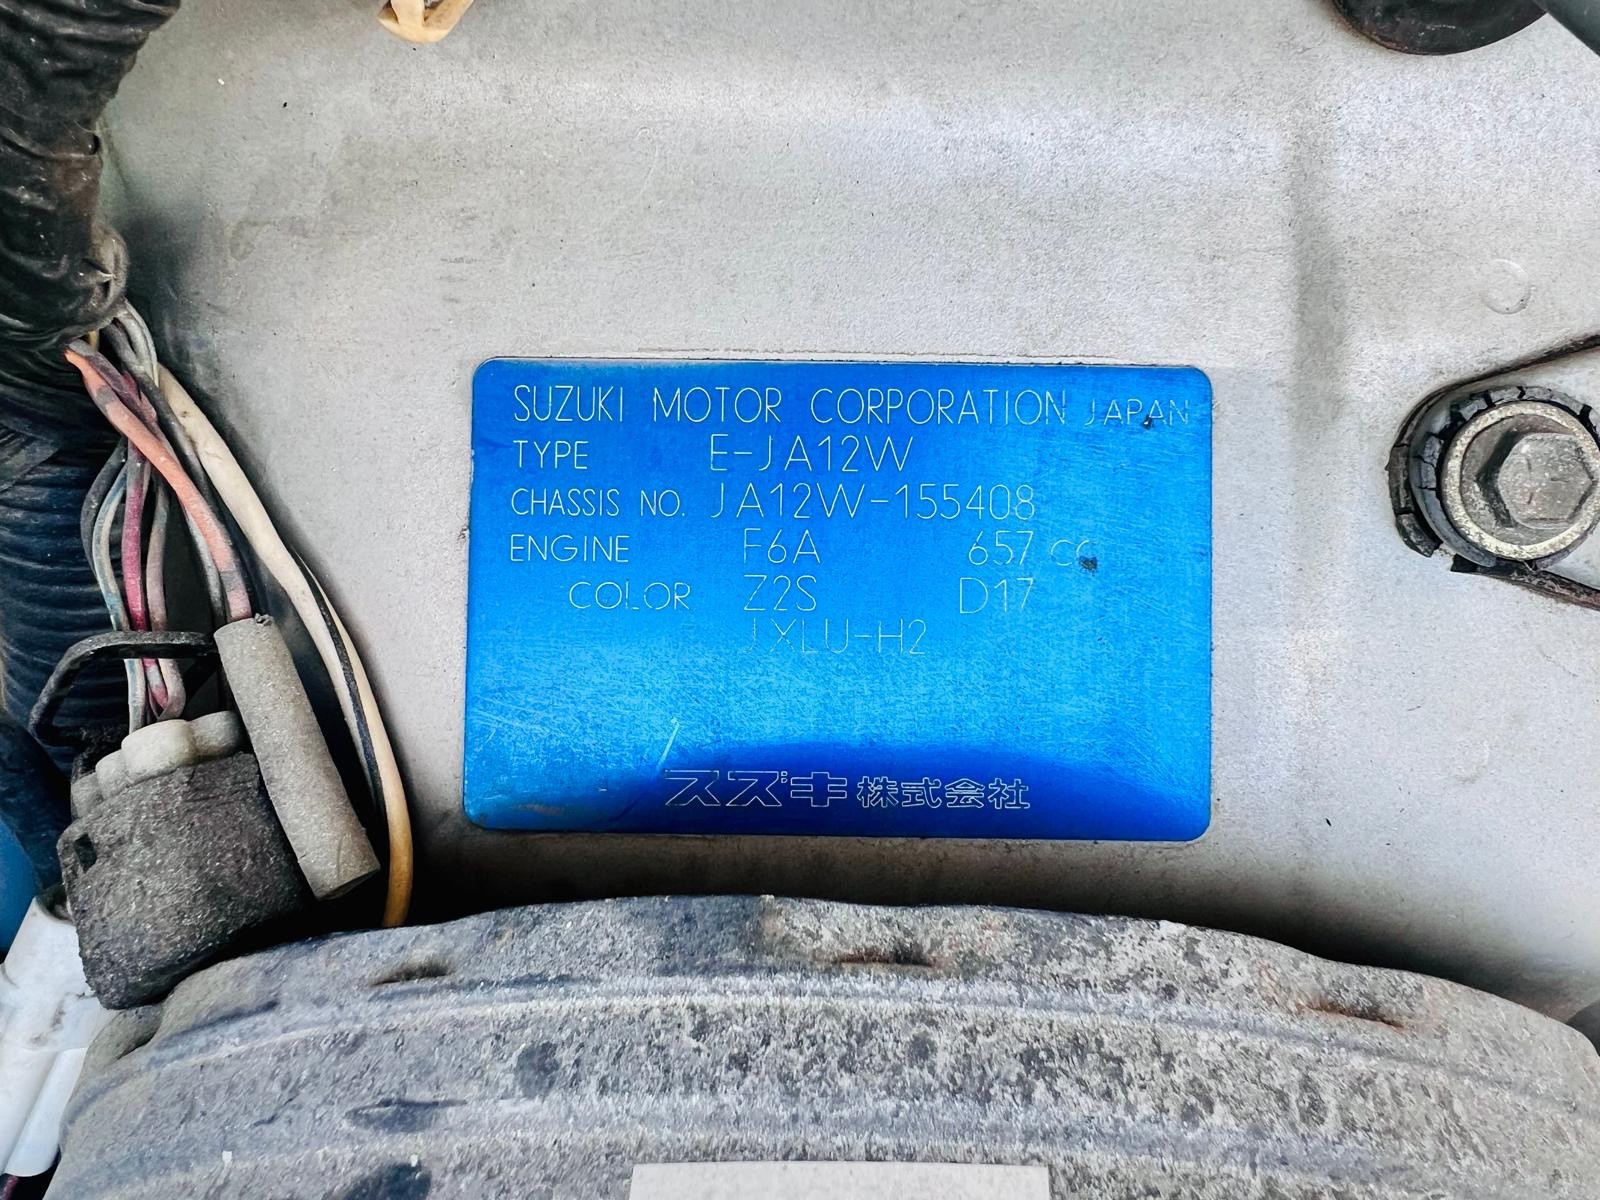 SUZUKI MOTOR CORPORATION JAPAN
TYPE E-JA12W
CHASSIS NO. JA12W-155408
ENGINE F6A 657 CC
COLOR Z2S D17
JXLU-H2
スズキ株式会社